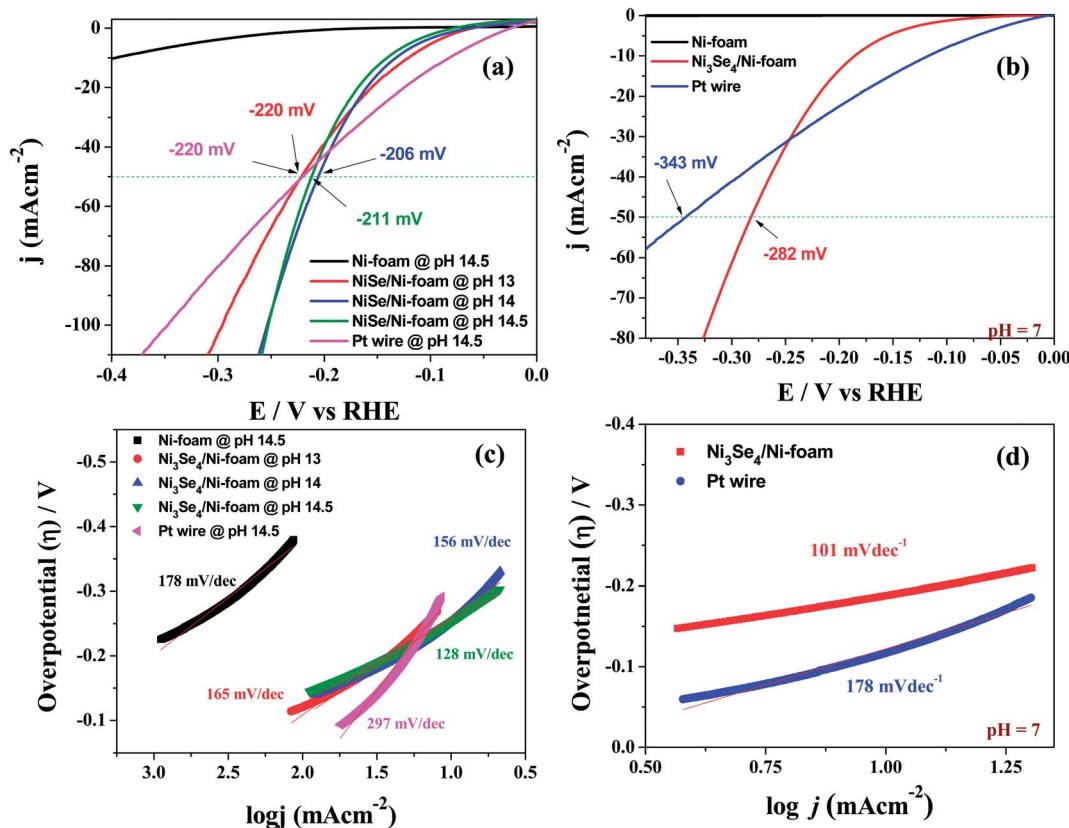 (a)
0
-20
-40
-60
-80
-100
j (mAcm⁻²)
-220 mV
-220 mV
-206 mV
-211 mV
Ni-foam @ pH 14.5
NiSe/Ni-foam @ pH 13
NiSe/Ni-foam @ pH 14
NiSe/Ni-foam @ pH 14.5
Pt wire @ pH 14.5
-0.4 -0.3 -0.2 -0.1 0.0
E / V vs RHE
(b)
0
-10
-20
-30
-40
-50
-60
-70
80
j (mAcm⁻²)
Ni-foam
Ni₃Se₄/Ni-foam
Pt wire
-343 mV
-282 mV
pH = 7
-0.35 -0.30 -0.25 -0.20 -0.15 -0.10 -0.05 0.00
E / V vs RHE
(c)
Ni-foam @ pH 14.5
Ni₃Se₄/Ni-foam @ pH 13
Ni₃Se₄/Ni-foam @ pH 14
Ni₃Se₄/Ni-foam @ pH 14.5
Pt wire @ pH 14.5
-0.5
-0.4
-0.3
-0.2
-0.1
Overpotential (η) / V
178 mV/dec
156 mV/dec
128 mV/dec
165 mV/dec
297 mV/dec
3.0 2.5 2.0 1.5 1.0 0.5
logj (mAcm⁻²)
(d)
Ni₃Se₄/Ni-foam
Pt wire
-0.4
-0.3
-0.2
-0.1
0.0
Overpotnetial (η) / V
101 mVdec⁻¹
178 mVdec⁻¹
pH = 7
0.50 0.75 1.00 1.25
log j (mAcm⁻²)